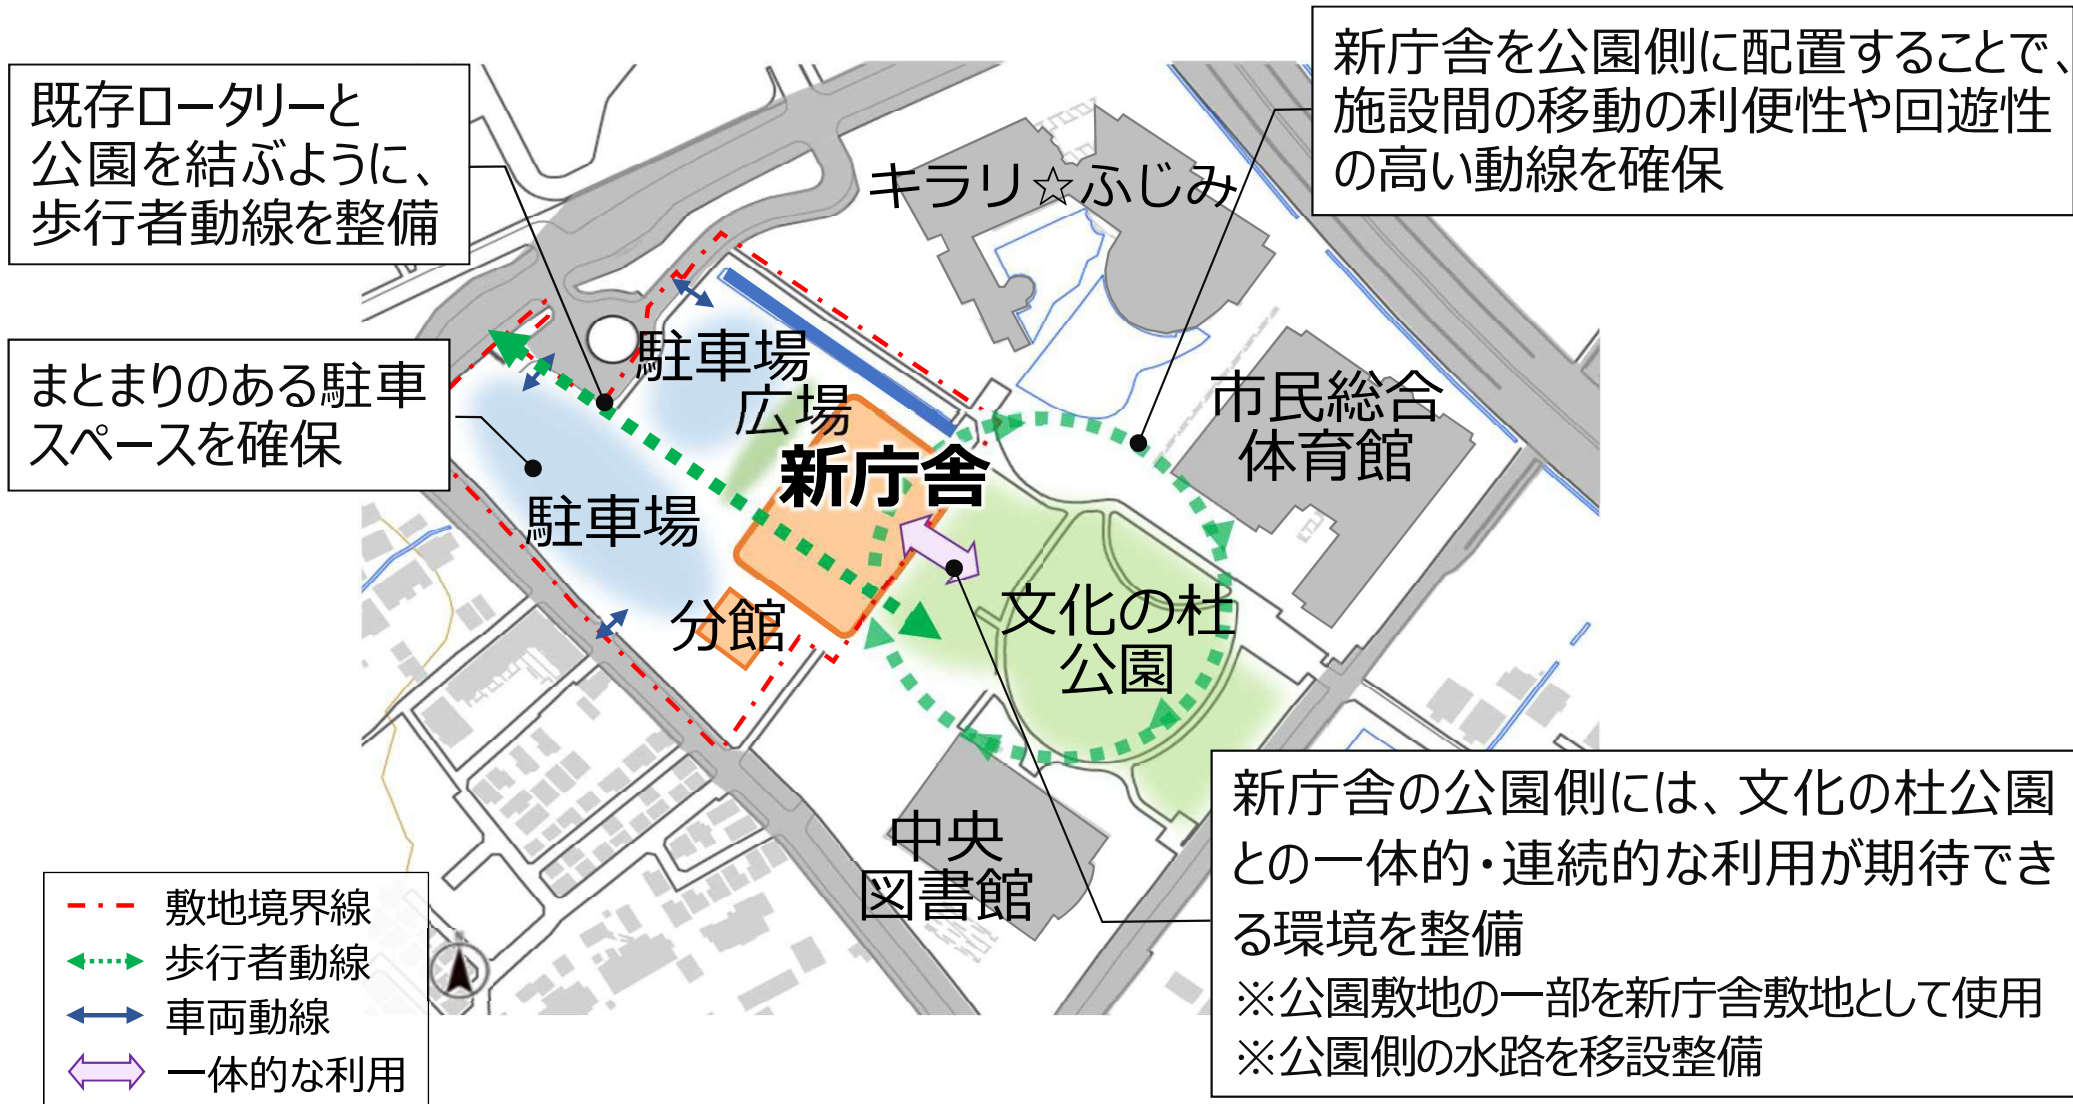 既存ロータリーと
公園を結ぶように、
歩行者動線を整備
新庁舎を公園側に配置することで、
施設間の移動の利便性や回遊性
の高い動線を確保
キラリ☆ふじみ
まとまりのある駐車
スペースを確保
駐車場
広場
新庁舎
市民総合
体育館
駐車場
分館
文化の杜
公園
中央
図書館
新庁舎の公園側には、文化の杜公園
との一体的・連続的な利用が期待でき
る環境を整備
※公園敷地の一部を新庁舎敷地として使用
※公園側の水路を移設整備
敷地境界線
歩行者動線
車両動線
一体的な利用